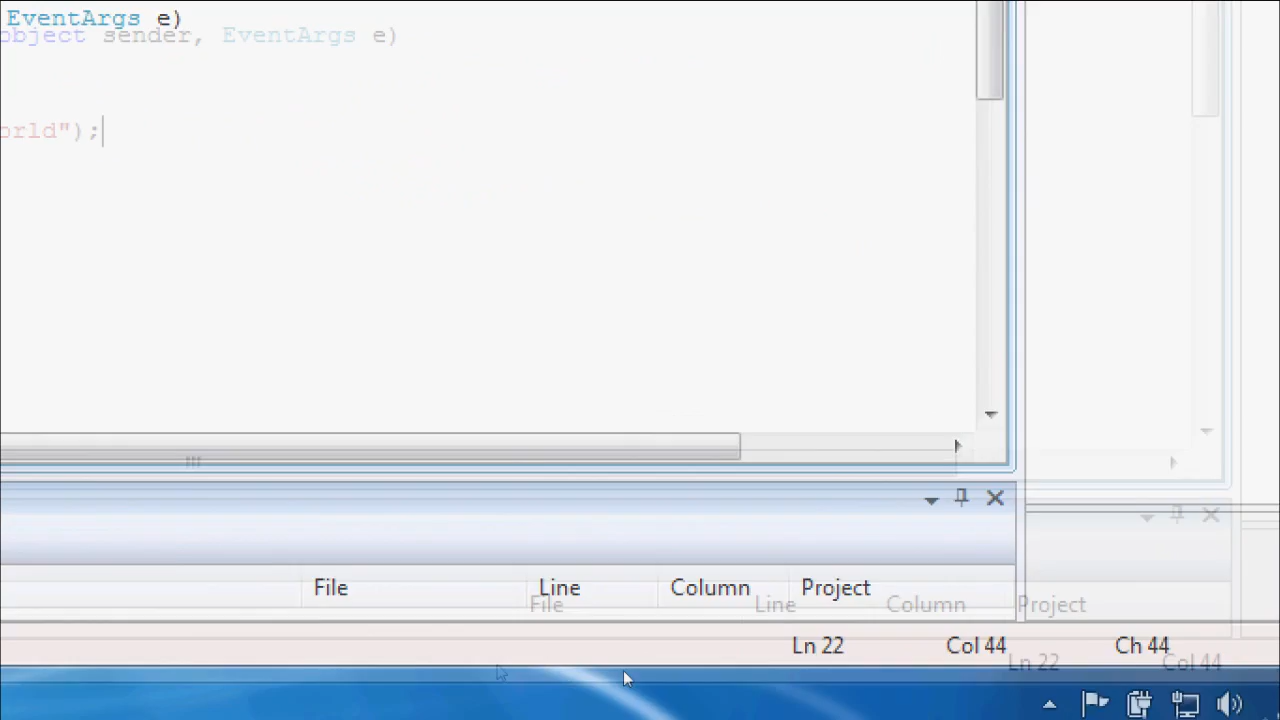 EventArgs e)
object sender, EventArgs e)
orld");
File Line Column Project
File Line Column Project
Ln 22 Col 44 Ch 44
Ln 22 Col 44